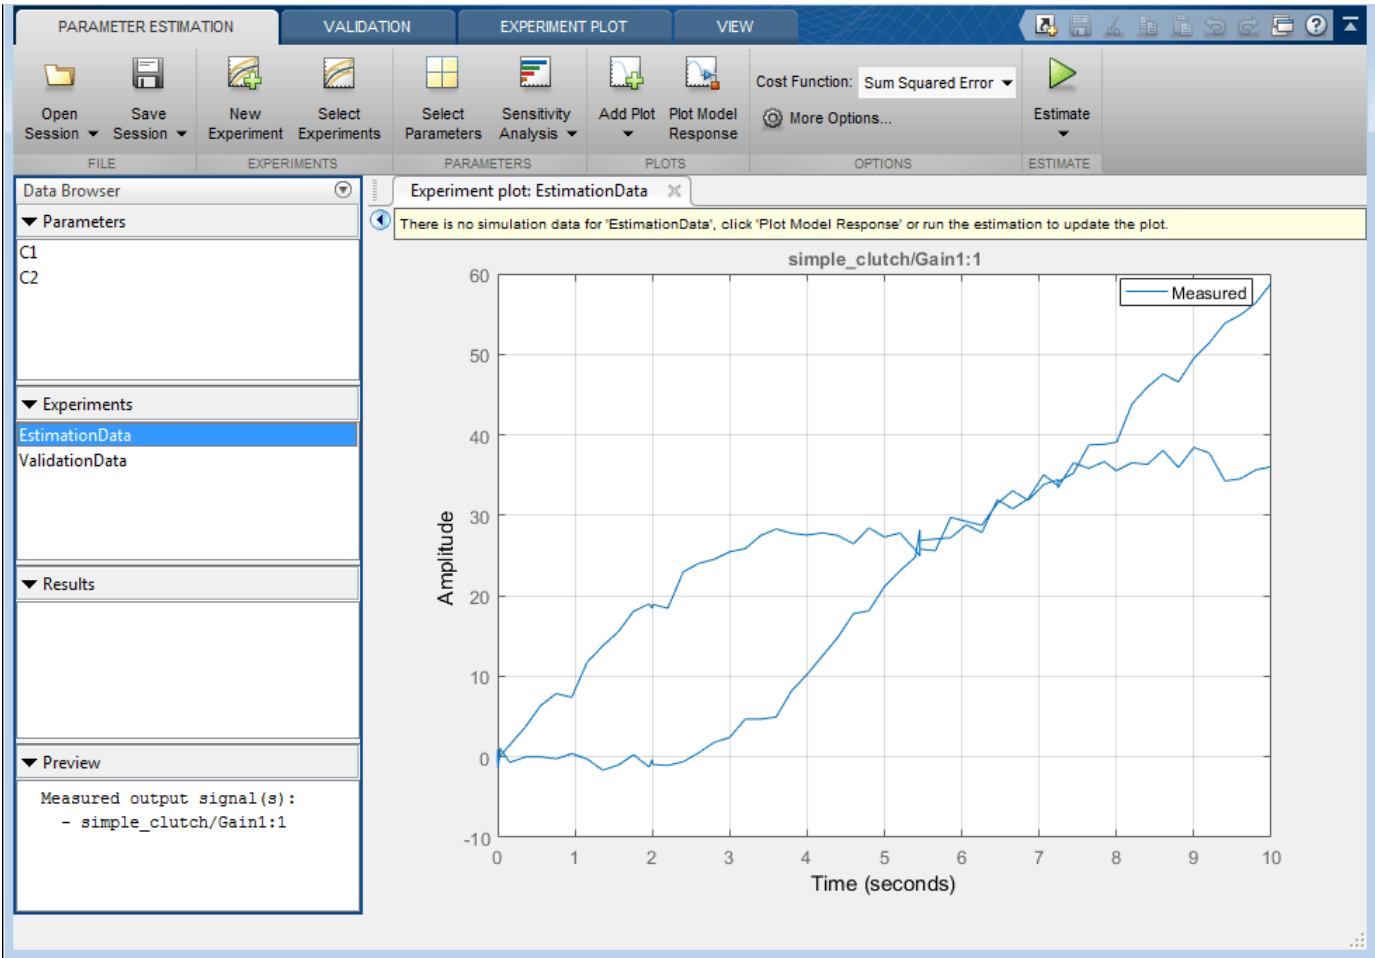 PARAMETER ESTIMATION VALIDATION EXPERIMENT PLOT VIEW
Open Session Save Session New Experiment Select Experiments Select Parameters Sensitivity Analysis Add Plot Plot Model Response Cost Function: Sum Squared Error Estimate
More Options...
FILE EXPERIMENTS PARAMETERS PLOTS OPTIONS ESTIMATE
Data Browser
Parameters
C1
C2
Experiments
EstimationData
ValidationData
Results
Preview
Measured output signal(s):
- simple_clutch/Gain1:1
Experiment plot: EstimationData
There is no simulation data for 'EstimationData', click 'Plot Model Response' or run the estimation to update the plot.
simple_clutch/Gain1:1
Measured
Amplitude
60
50
40
30
20
10
0
-10
0 1 2 3 4 5 6 7 8 9 10
Time (seconds)